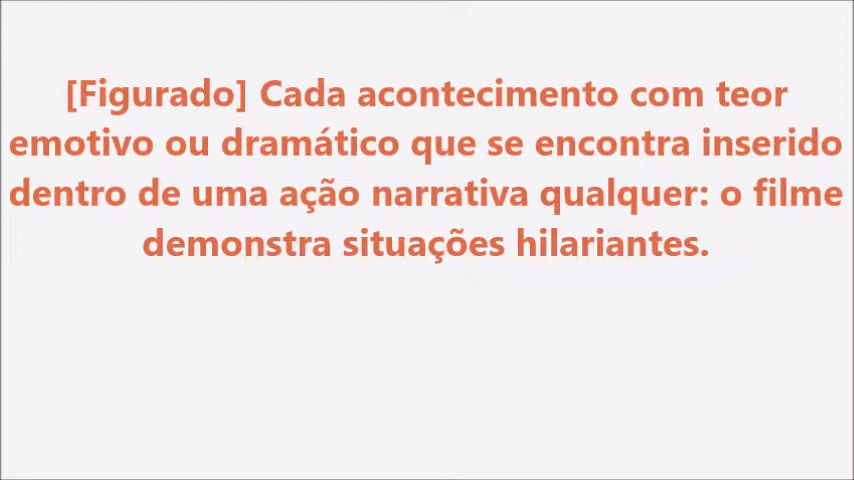 [Figurado] Cada acontecimento com teor
emotivo ou dramático que se encontra inserido
dentro de uma ação narrativa qualquer: o filme
demonstra situações hilariantes.